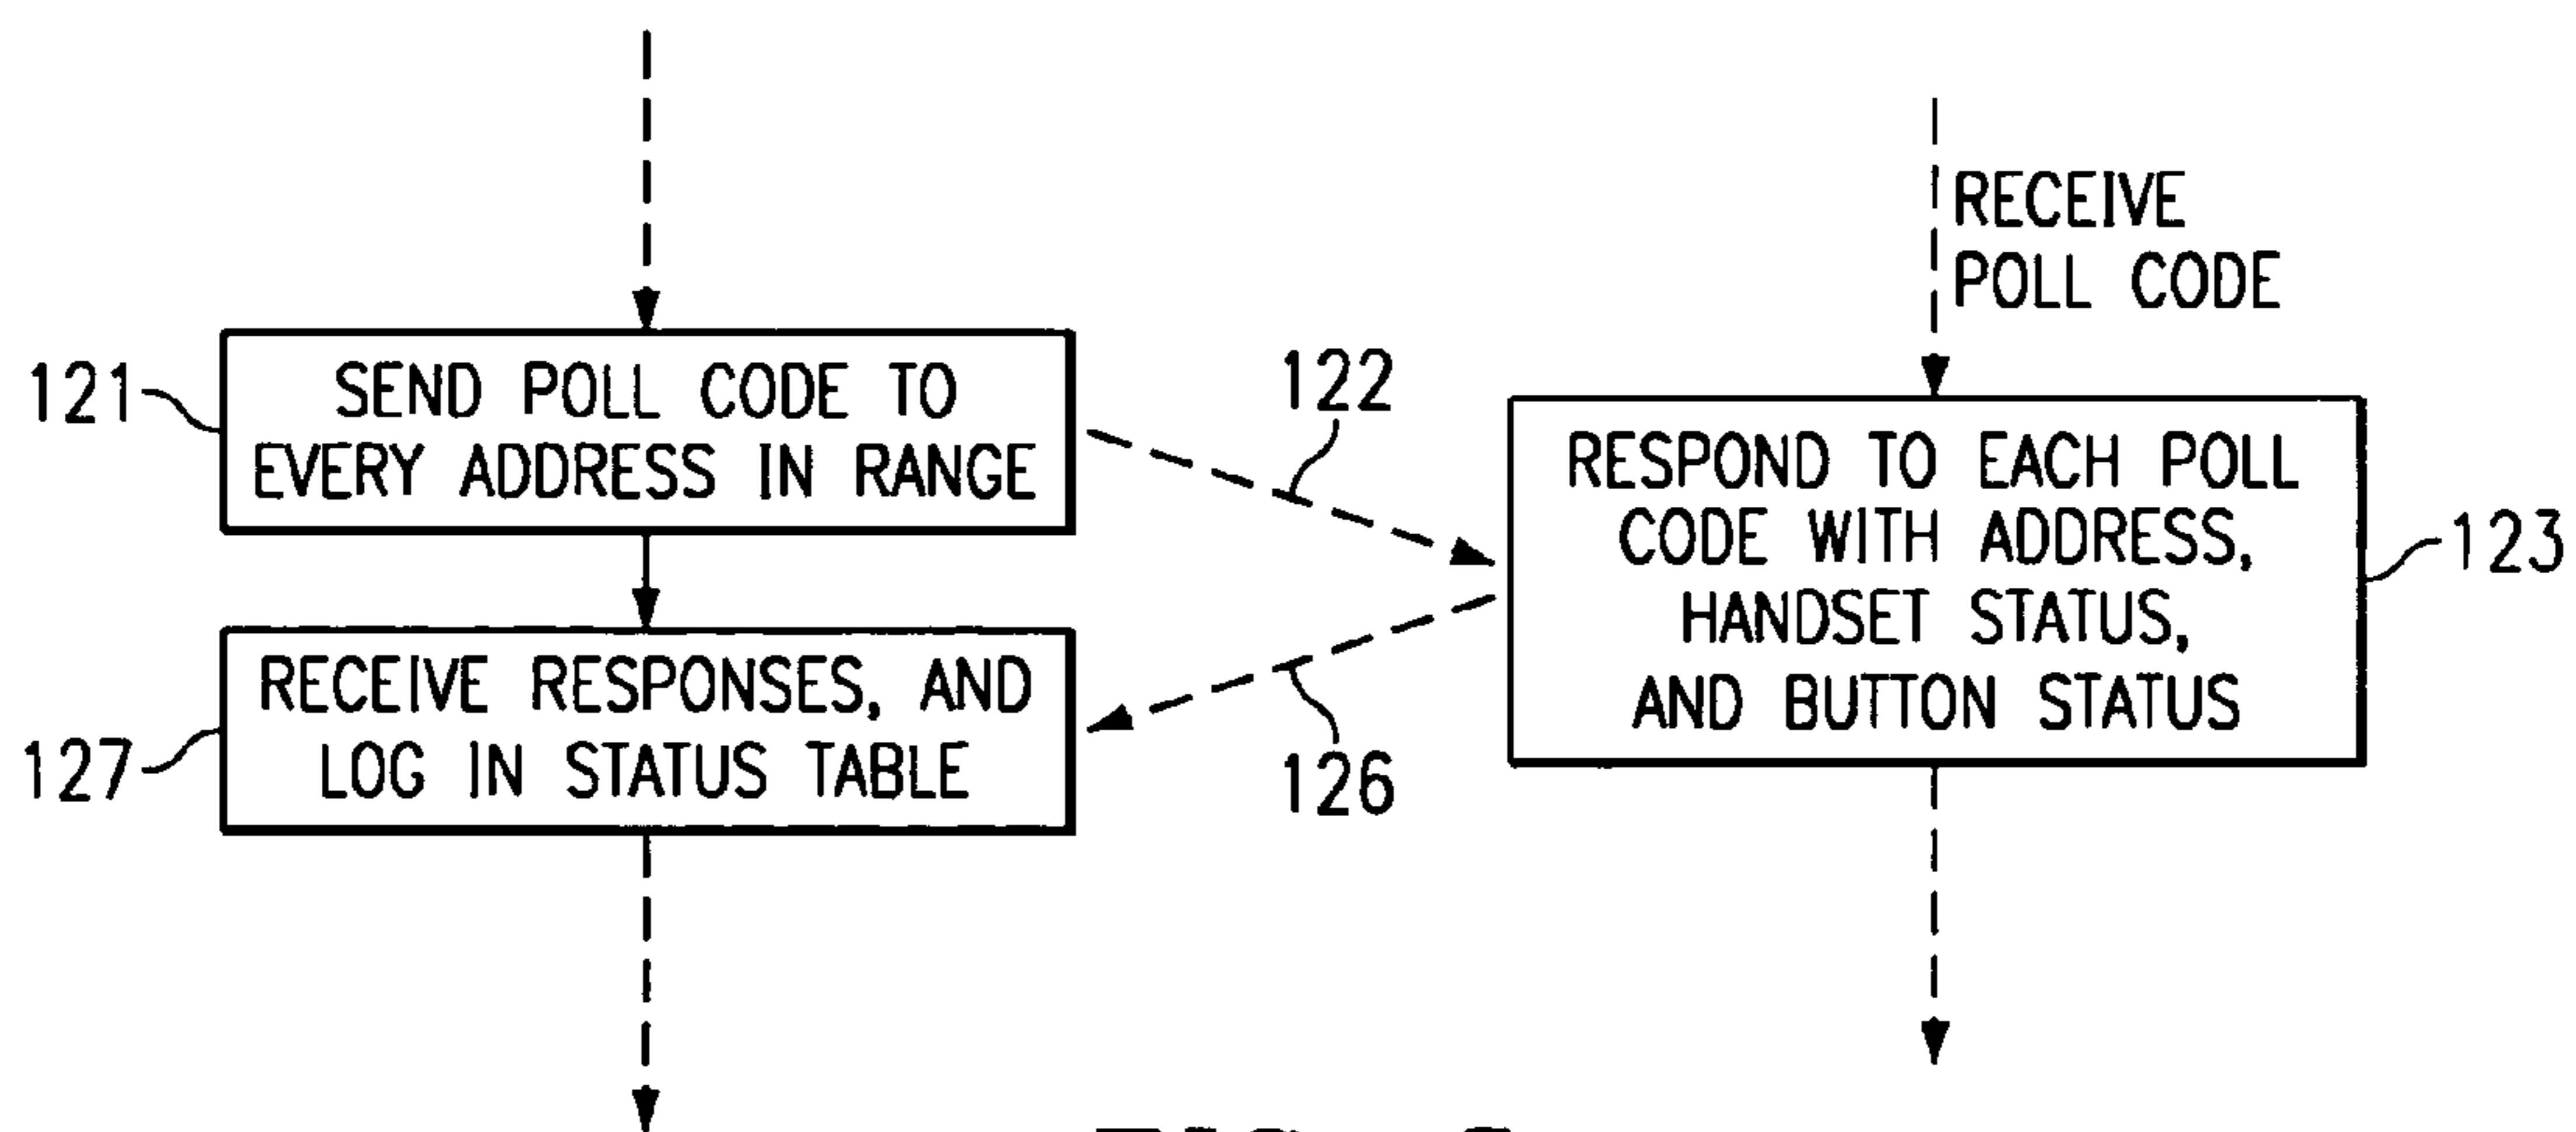 RECEIVE
POLL CODE
121
SEND POLL CODE TO
EVERY ADDRESS IN RANGE
122
RESPOND TO EACH POLL
CODE WITH ADDRESS,
HANDSET STATUS,
AND BUTTON STATUS
123
127
RECEIVE RESPONSES, AND
LOG IN STATUS TABLE
126